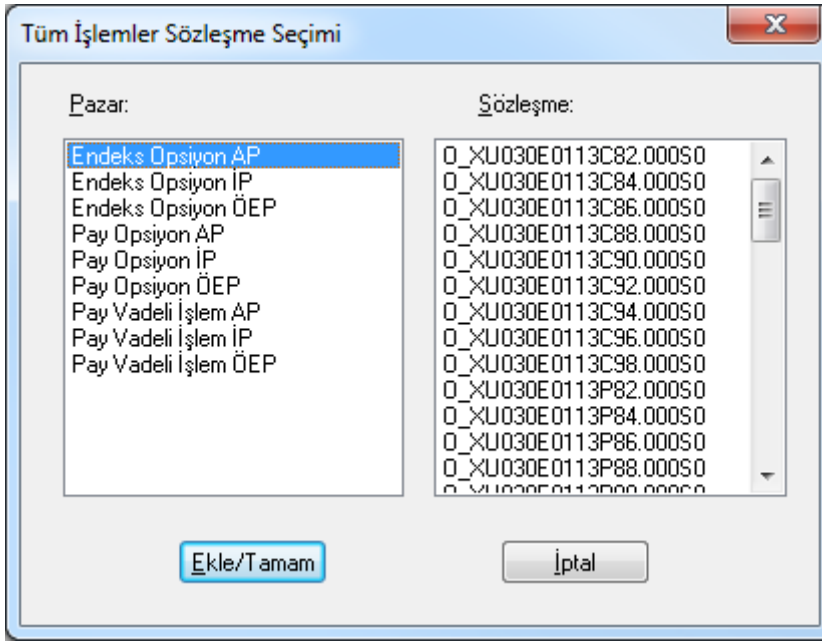 Tüm İşlemler Sözleşme Seçimi
Pazar:
Endeks Opsiyon AP
Endeks Opsiyon İP
Endeks Opsiyon ÖEP
Pay Opsiyon AP
Pay Opsiyon İP
Pay Opsiyon ÖEP
Pay Vadeli İşlem AP
Pay Vadeli İşlem İP
Pay Vadeli İşlem ÖEP
Sözleşme:
O_XU030E0113C82.000S0
O_XU030E0113C84.000S0
O_XU030E0113C86.000S0
O_XU030E0113C88.000S0
O_XU030E0113C90.000S0
O_XU030E0113C92.000S0
O_XU030E0113C94.000S0
O_XU030E0113C96.000S0
O_XU030E0113C98.000S0
O_XU030E0113P82.000S0
O_XU030E0113P84.000S0
O_XU030E0113P86.000S0
O_XU030E0113P88.000S0
Ekle/Tamam
İptal